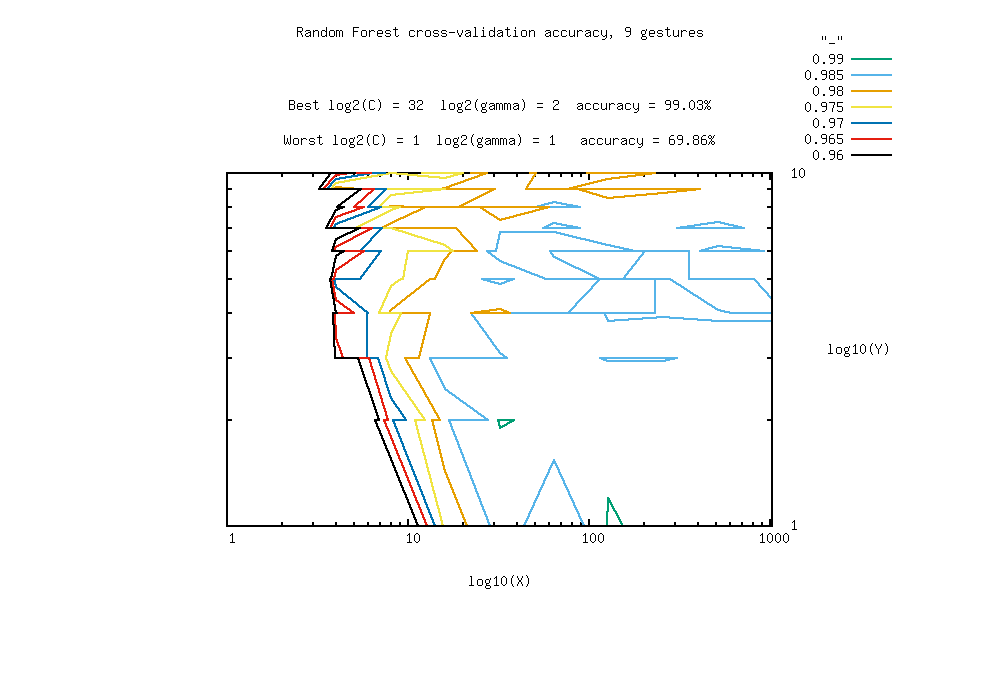 Random Forest cross-validation accuracy, 9 gestures
"_"
0.99
0.985
0.98
0.975
0.97
0.965
0.96
Best log2(C) = 32  log2(gamma) = 2  accuracy = 99.03%
Worst log2(C) = 1  log2(gamma) = 1   accuracy = 69.86%
10
log10(Y)
1
1 10 100 1000
log10(X)